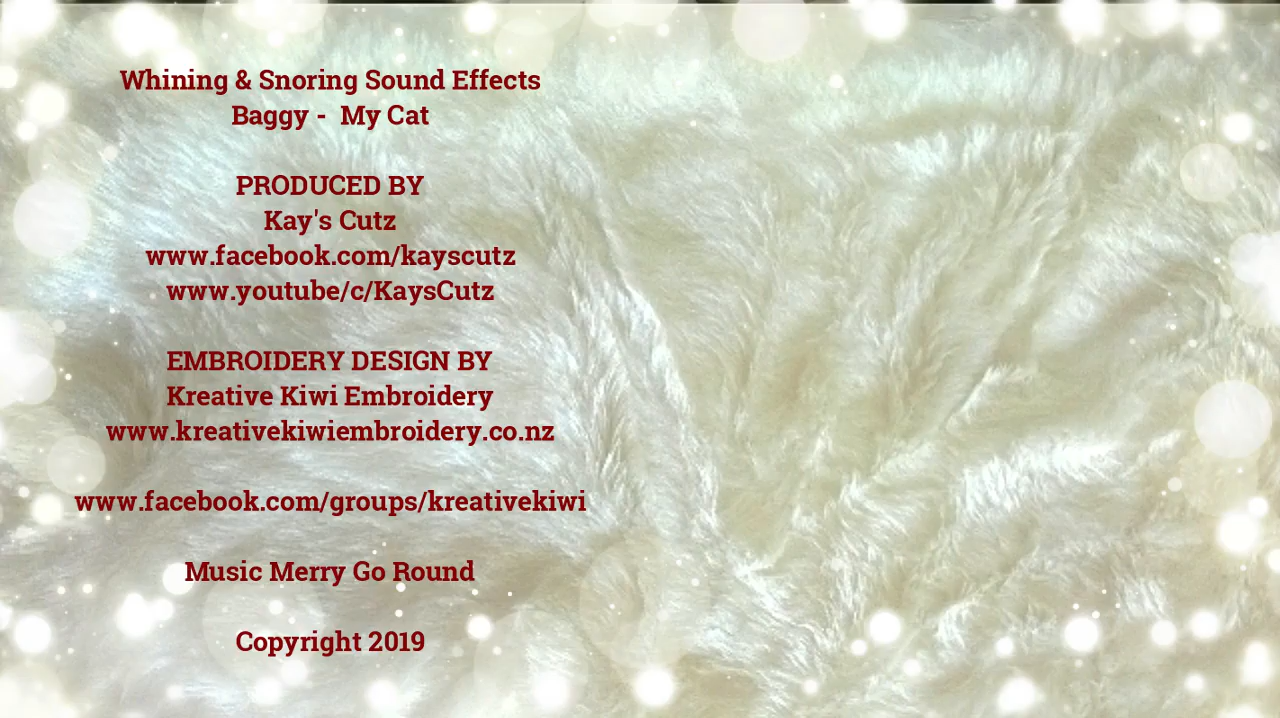 Whining & Snoring Sound Effects
Baggy -  My Cat
PRODUCED BY
Kay's Cutz
www.facebook.com/kayscutz
www.youtube/c/KaysCutz
EMBROIDERY DESIGN BY
Kreative Kiwi Embroidery
www.kreativekiwiembroidery.co.nz
www.facebook.com/groups/kreativekiwi
Music Merry Go Round
Copyright 2019